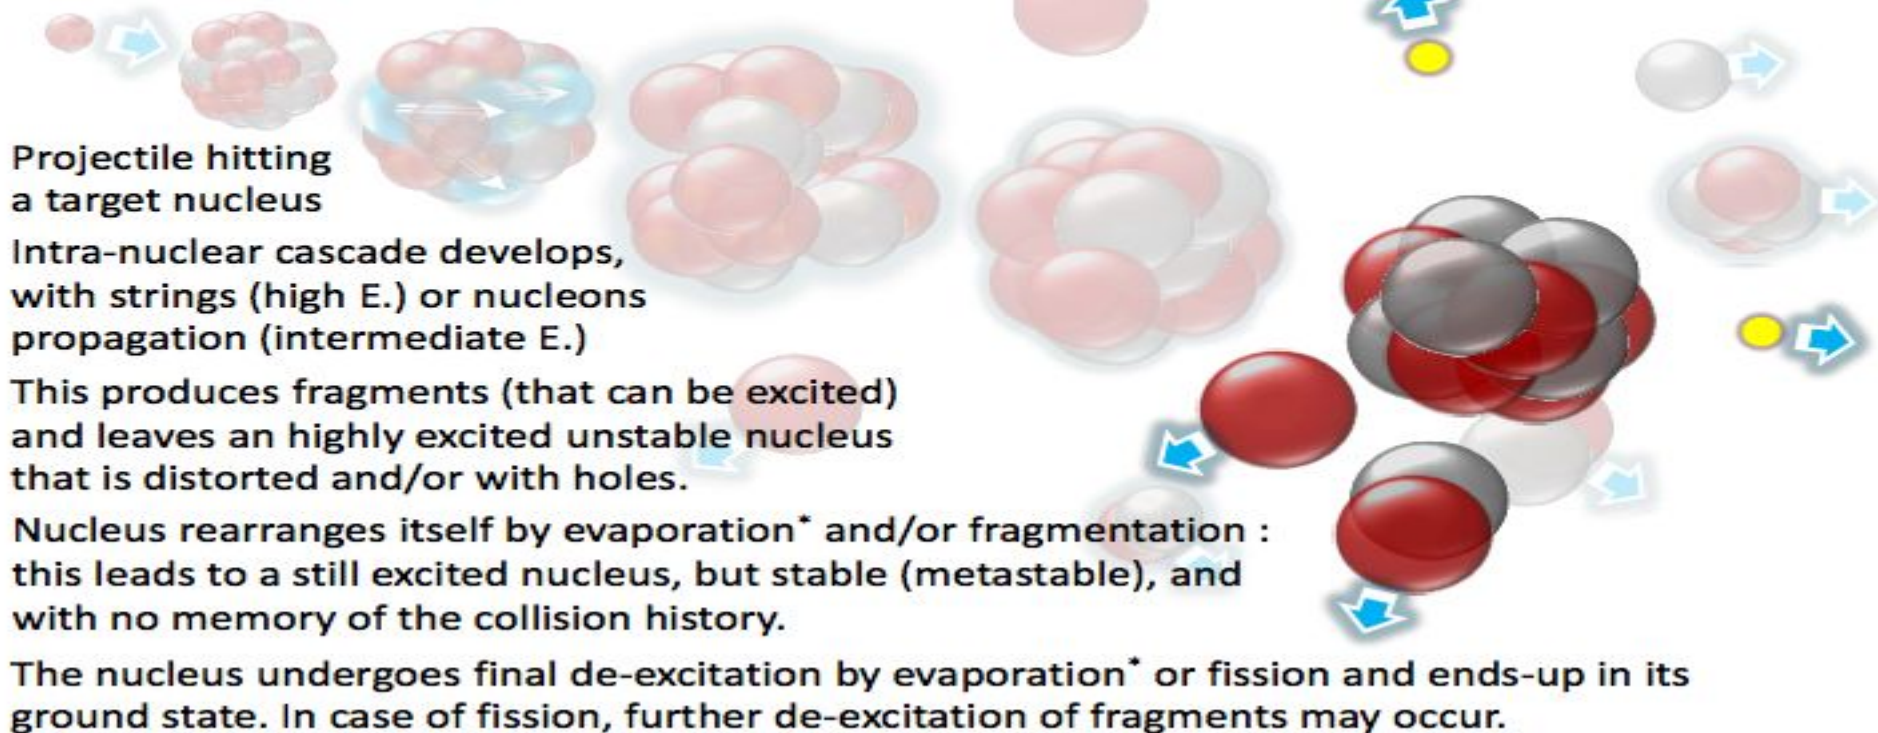 Projectile hitting
a target nucleus
Intra-nuclear cascade develops,
with strings (high E.) or nucleons
propagation (intermediate E.)
This produces fragments (that can be excited)
and leaves an highly excited unstable nucleus
that is distorted and/or with holes.
Nucleus rearranges itself by evaporation* and/or fragmentation :
this leads to a still excited nucleus, but stable (metastable), and
with no memory of the collision history.
The nucleus undergoes final de-excitation by evaporation* or fission and ends-up in its
ground state. In case of fission, further de-excitation of fragments may occur.